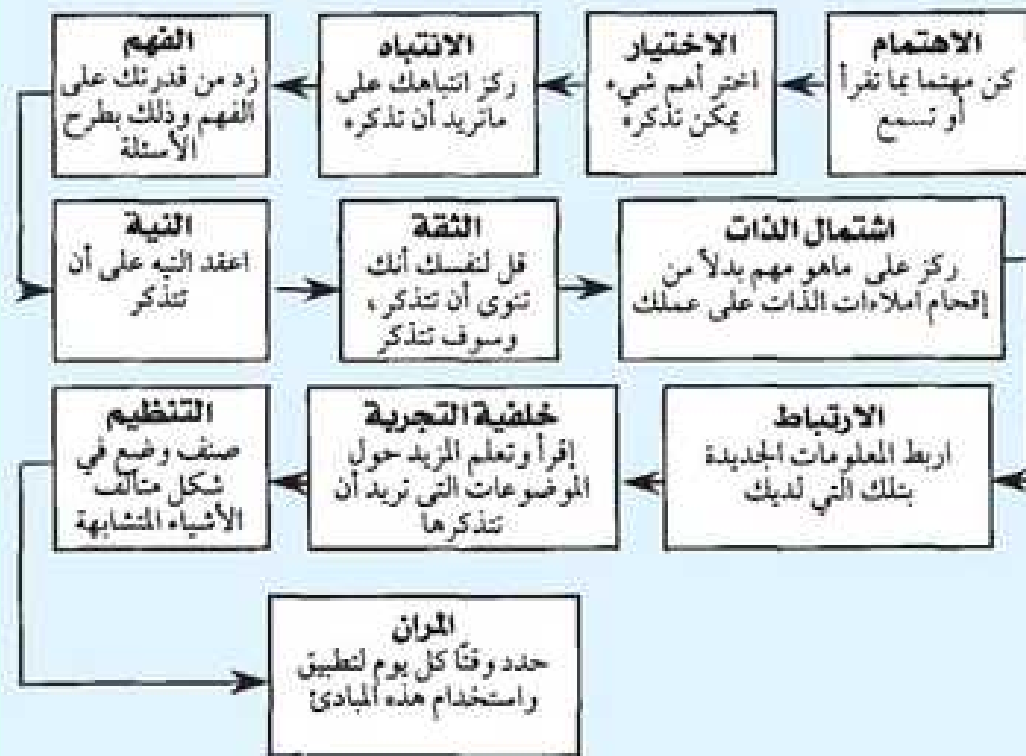 الاهتمام
كن مهتما بما تقرأ
أو تسمع
الاختيار
اختر أهم شيء
يمكن تذكره
الانتباه
ركز انتباهك على
ماتريد أن تذكره
الفهم
زد من قدرتك على
الفهم وذلك بطرح
الأسئلة
النية
اعقد النيه على أن
تتذكر
الثقة
قل لنفسك أنك
تنوى أن تتذكر،
وسوف تتذكر
اشتمال الذات
ركز على ماهو مهم بدلاً من
إقحام املاءات الذات على عملك
الارتباط
اربط المعلومات الجديدة
بتلك التي لديك
خلفية التجربة
إقرأ وتعلم المزيد حول
الموضوعات التى تريد أن
تتذكرها
التنظيم
صنف وضع في
شكل متآلف
الأشياء المتشابهة
المران
حدد وقتًا كل يوم لتطبيق
واستخدام هذه المبادئ